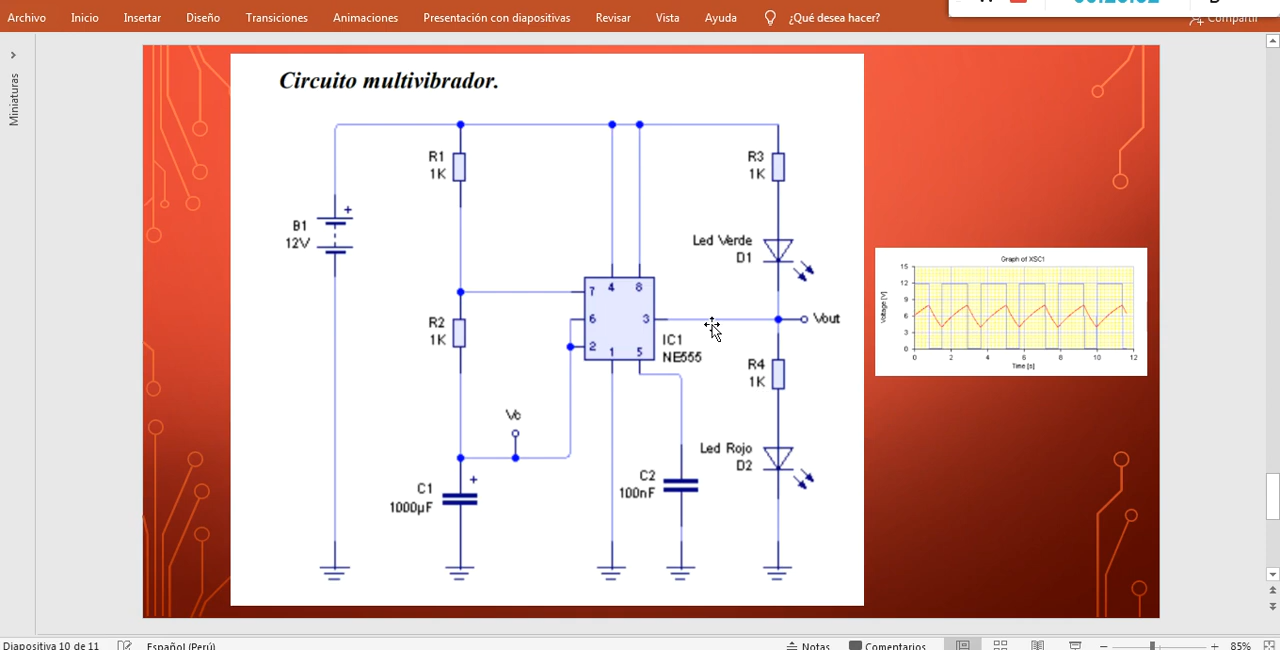 Archivo Inicio Insertar Diseño Transiciones Animaciones Presentación con diapositivas Revisar Vista Ayuda ¿Qué desea hacer? Compartir
Miniaturas
Circuito multivibrador.
R1
1K
R3
1K
B1
12V
+
Led Verde
D1
7 4 8
6 3
2 1 5
Vout
IC1
NE555
R2
1K
R4
1K
Vc
Led Rojo
D2
C1
1000µF
+
C2
100nF
Graph of XSC1
Voltage [V]
15
12
9
6
3
0
0 2 4 6 8 10 12
Time [s]
Diapositiva 10 de 11 Español (Perú) Notas Comentarios 85%